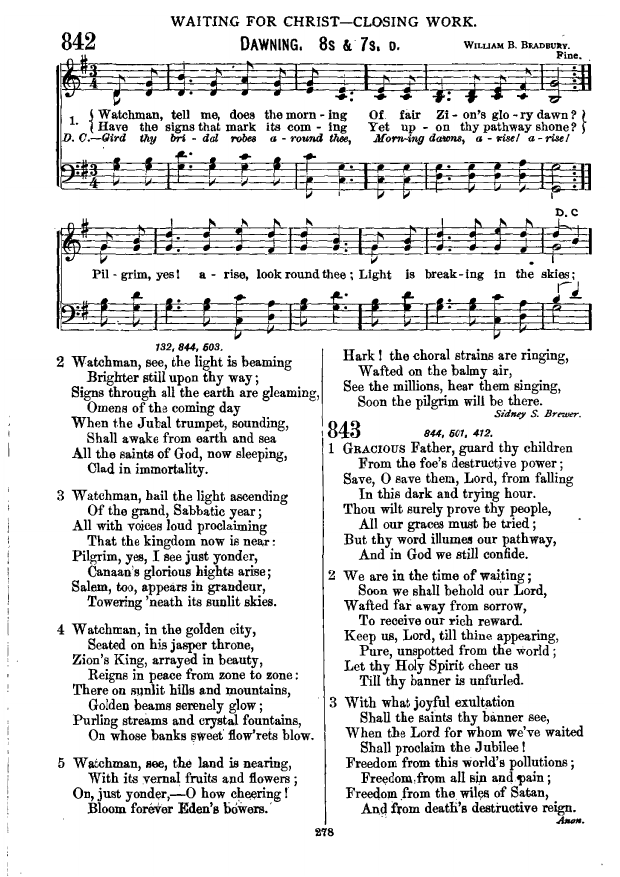 WAITING FOR CHRIST—CLOSING WORK.
842
DAWNING. 8s & 7s. D.
WILLIAM B. BRADBURY.
Fine.
1. { Watchman, tell me, does the morn - ing Of fair Zi - on's glo - ry dawn? }
{ Have the signs that mark its com - ing Yet up - on thy pathway shone? }
D. C.—Gird thy bri - dal robes a - round thee, Morn-ing dawns, a - rise! a - rise!
D. C
Pil - grim, yes! a - rise, look round thee; Light is break-ing in the skies;
132, 844, 503.
2 Watchman, see, the light is beaming
Brighter still upon thy way;
Signs through all the earth are gleaming,
Omens of the coming day
When the Jubal trumpet, sounding,
Shall awake from earth and sea
All the saints of God, now sleeping,
Clad in immortality.
3 Watchman, hail the light ascending
Of the grand, Sabbatic year;
All with voices loud proclaiming
That the kingdom now is near:
Pilgrim, yes, I see just yonder,
Canaan's glorious hights arise;
Salem, too, appears in grandeur,
Towering 'neath its sunlit skies.
4 Watchman, in the golden city,
Seated on his jasper throne,
Zion's King, arrayed in beauty,
Reigns in peace from zone to zone:
There on sunlit hills and mountains,
Golden beams serenely glow;
Purling streams and crystal fountains,
On whose banks sweet flow'rets blow.
5 Watchman, see, the land is nearing,
With its vernal fruits and flowers;
On, just yonder,—O how cheering!
Bloom forever Eden's bowers.
Hark! the choral strains are ringing,
Wafted on the balmy air,
See the millions, hear them singing,
Soon the pilgrim will be there.
Sidney S. Brewer.
843
844, 501, 412.
1 GRACIOUS Father, guard thy children
From the foe's destructive power;
Save, O save them, Lord, from falling
In this dark and trying hour.
Thou wilt surely prove thy people,
All our graces must be tried;
But thy word illumes our pathway,
And in God we still confide.
2 We are in the time of waiting;
Soon we shall behold our Lord,
Wafted far away from sorrow,
To receive our rich reward.
Keep us, Lord, till thine appearing,
Pure, unspotted from the world;
Let thy Holy Spirit cheer us
Till thy banner is unfurled.
3 With what joyful exultation
Shall the saints thy banner see,
When the Lord for whom we've waited
Shall proclaim the Jubilee!
Freedom from this world's pollutions;
Freedom from all sin and pain;
Freedom from the wiles of Satan,
And from death's destructive reign.
Anon.
278